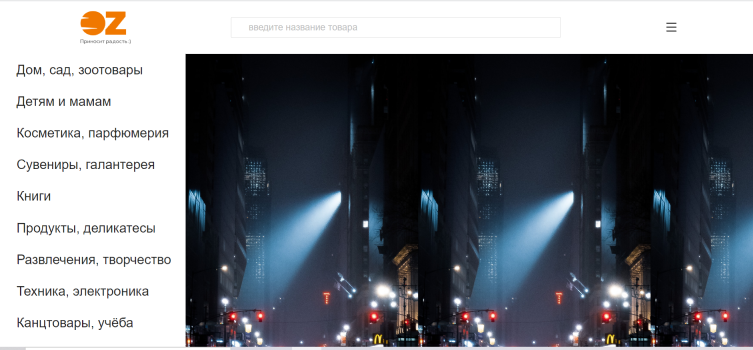 OZ
Приносит радость:)
введите название товара
Дом, сад, зоотовары
Детям и мамам
Косметика, парфюмерия
Сувениры, галантерея
Книги
Продукты, деликатесы
Развлечения, творчество
Техника, электроника
Канцтовары, учёба